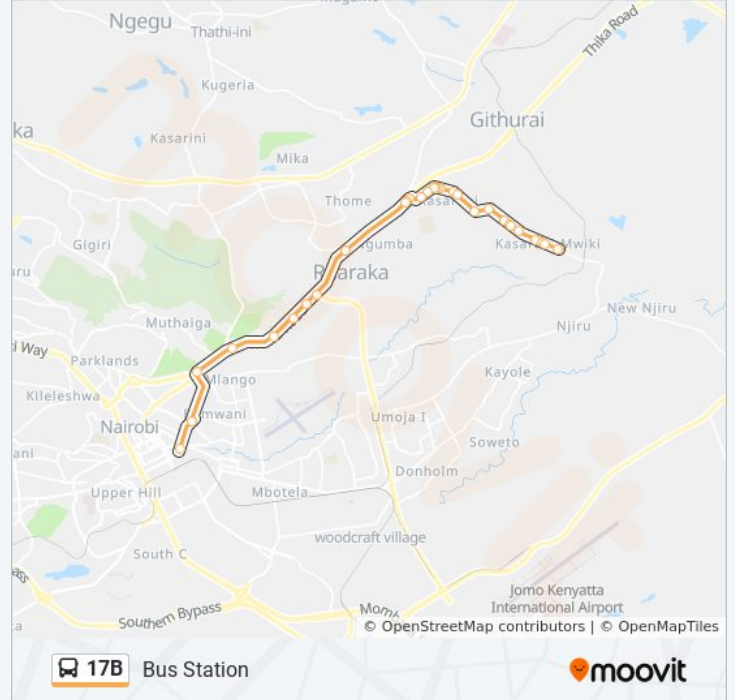 Ngegu
Thathi-ini
Thika Road
Kugeria
Githurai
ka
Kasarini
Mika
Thome
Gigiri
Mwiki
Muthaiga
New Njiru
Njiru
Parklands
Mlango
Kayole
Kileleshwa
Umoja I
Nairobi
Soweto
Donholm
Upper Hill
Mbotela
woodcraft village
South C
Jomo Kenyatta
International Airport
Southern Bypass
© OpenStreetMap contributors | © OpenMapTiles
17B Bus Station
moovit